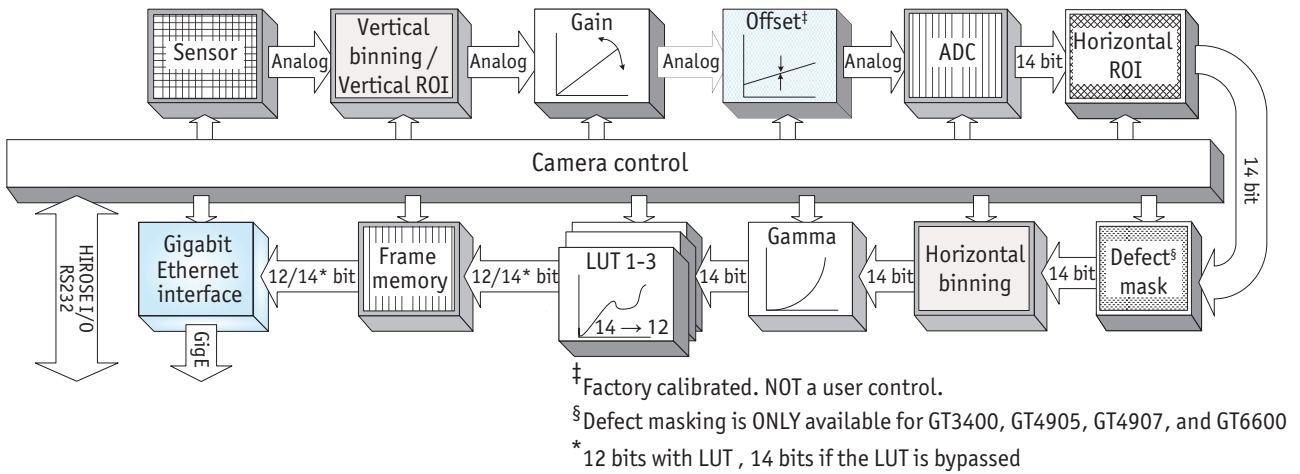 Sensor
Analog
Vertical
binning /
Vertical ROI
Analog
Gain
Analog
Offset‡
Analog
ADC
14 bit
Horizontal
ROI
14 bit
Camera control
HIROSE I/O
RS232
Gigabit
Ethernet
interface
GigE
12/14* bit
Frame
memory
12/14* bit
LUT 1-3
14 → 12
14 bit
Gamma
14 bit
Horizontal
binning
14 bit
Defect§
mask
‡Factory calibrated. NOT a user control.
§Defect masking is ONLY available for GT3400, GT4905, GT4907, and GT6600
*12 bits with LUT , 14 bits if the LUT is bypassed